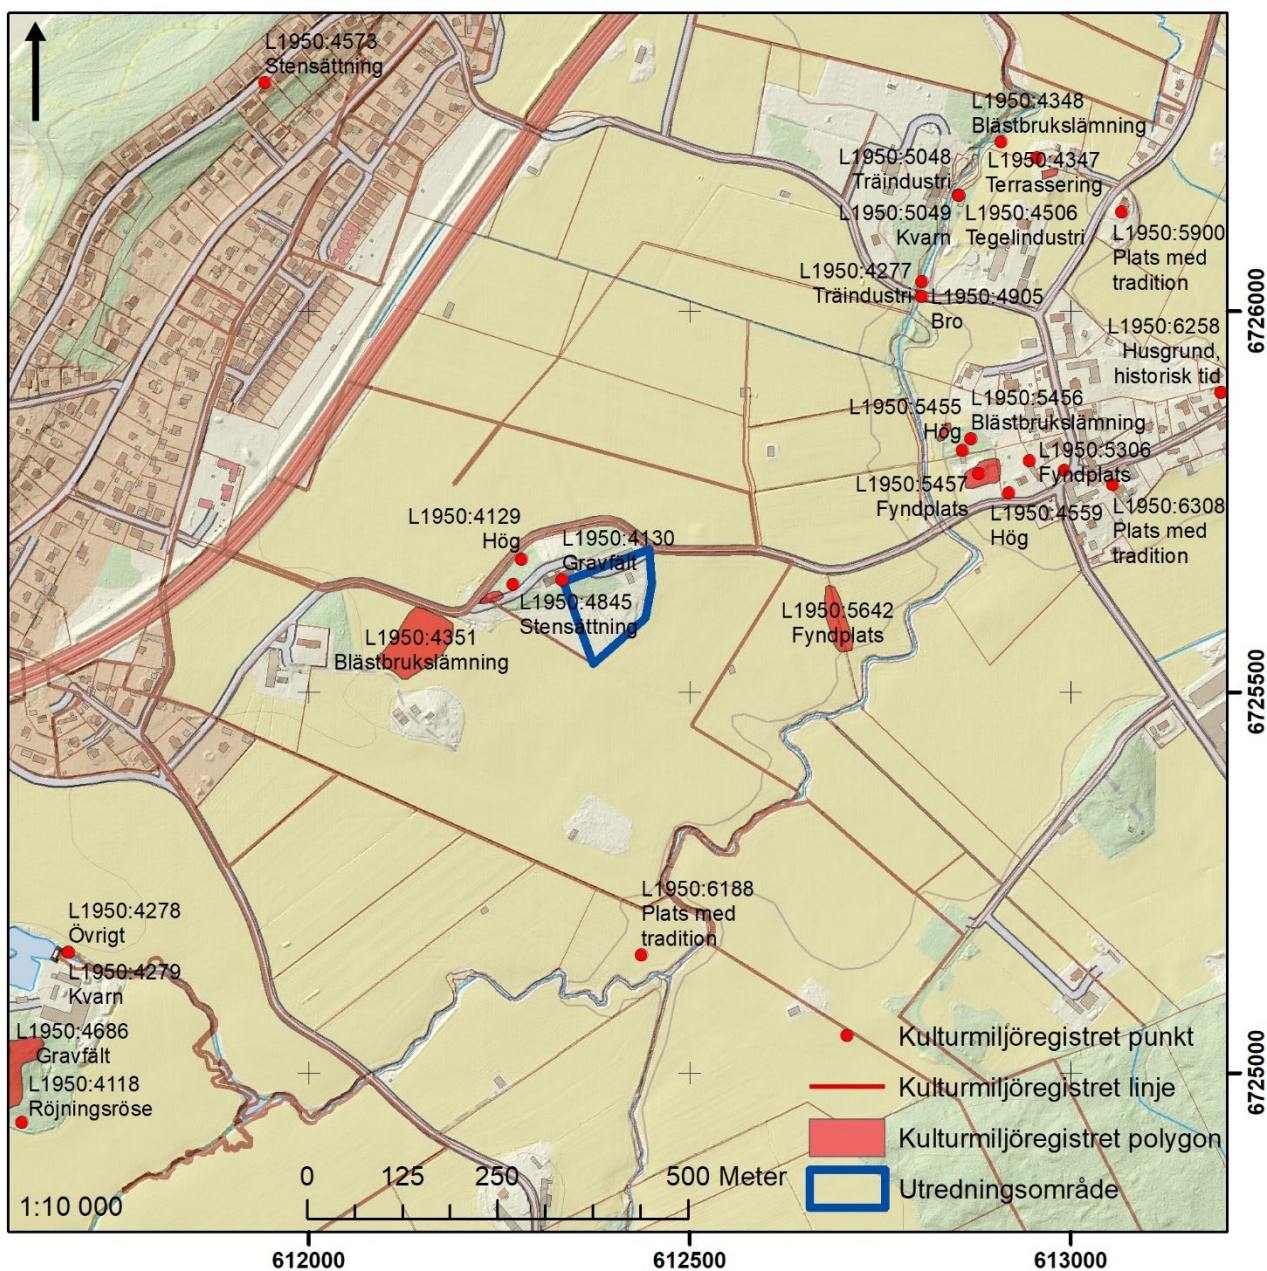 L1950:4573
Stensättning
L1950:4348
Blästbrukslämning
L1950:5048
Träindustri
L1950:4347
Terrassering
L1950:5049
Kvarn
L1950:4506
Tegelindustri
L1950:5900
Plats med
tradition
L1950:4277
Träindustri
L1950:4905
Bro
6726000
L1950:6258
Husgrund,
historisk tid
L1950:5455
Hög
L1950:5456
Blästbrukslämning
L1950:5306
Fyndplats
L1950:5457
Fyndplats
L1950:4559
Hög
L1950:6308
Plats med
tradition
L1950:4129
Hög
L1950:4130
Gravfält
L1950:4845
Stensättning
L1950:5642
Fyndplats
L1950:4351
Blästbrukslämning
6725500
L1950:6188
Plats med
tradition
L1950:4278
Övrigt
L1950:4279
Kvarn
L1950:4686
Gravfält
L1950:4118
Röjningsröse
6725000
Kulturmiljöregistret punkt
Kulturmiljöregistret linje
Kulturmiljöregistret polygon
Utredningsområde
0 125 250 500 Meter
1:10 000
612000 612500 613000